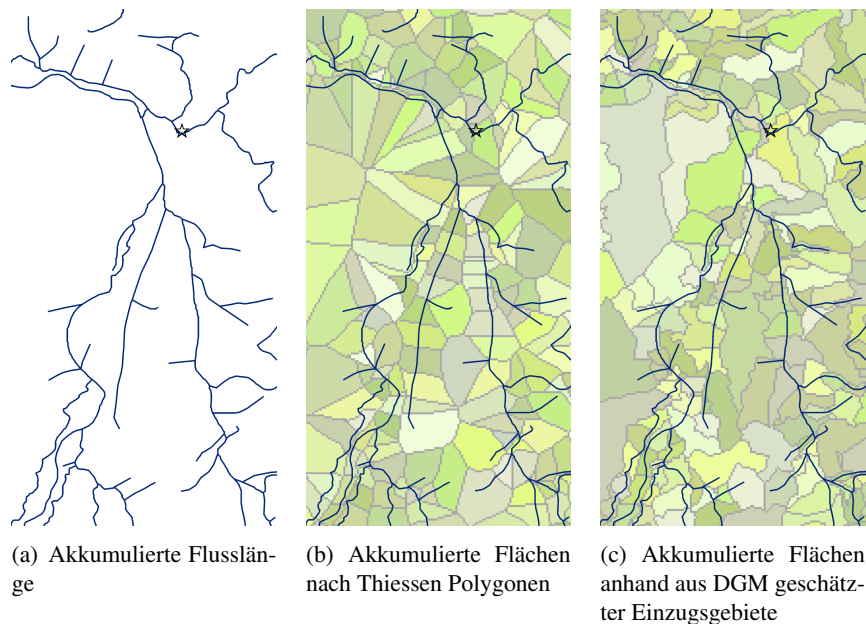 (a) Akkumulierte Flusslän-
ge
(b) Akkumulierte Flächen
nach Thiessen Polygonen
(c) Akkumulierte Flächen
anhand aus DGM geschätz-
ter Einzugsgebiete